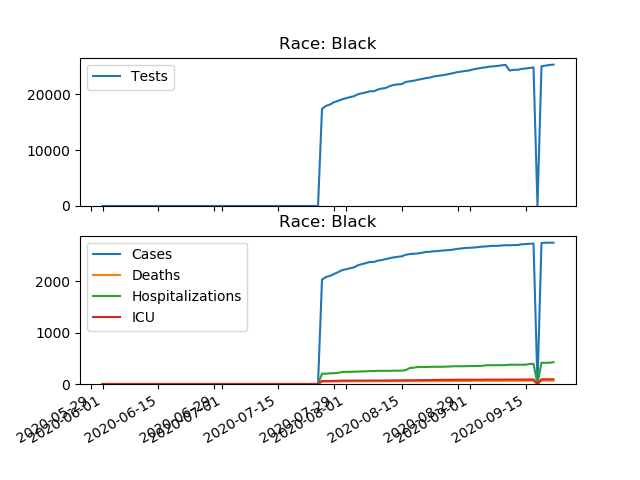 Race: Black
Tests
20000
10000
0
Race: Black
Cases
Deaths
Hospitalizations
ICU
2000
1000
0
2020-05-29
2020-06-01
2020-06-15
2020-06-29
2020-07-01
2020-07-15
2020-07-29
2020-08-01
2020-08-15
2020-08-29
2020-09-01
2020-09-15